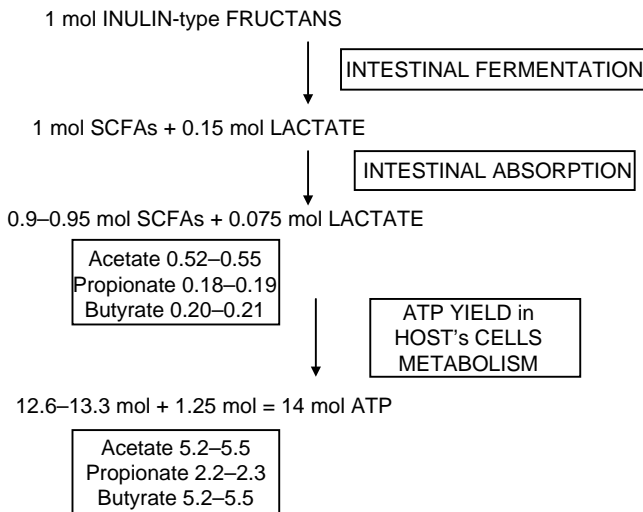 1 mol INULIN-type FRUCTANS
INTESTINAL FERMENTATION
1 mol SCFAs + 0.15 mol LACTATE
INTESTINAL ABSORPTION
0.9–0.95 mol SCFAs + 0.075 mol LACTATE
Acetate 0.52–0.55
Propionate 0.18–0.19
Butyrate 0.20–0.21
ATP YIELD in
HOST's CELLS
METABOLISM
12.6–13.3 mol + 1.25 mol = 14 mol ATP
Acetate 5.2–5.5
Propionate 2.2–2.3
Butyrate 5.2–5.5